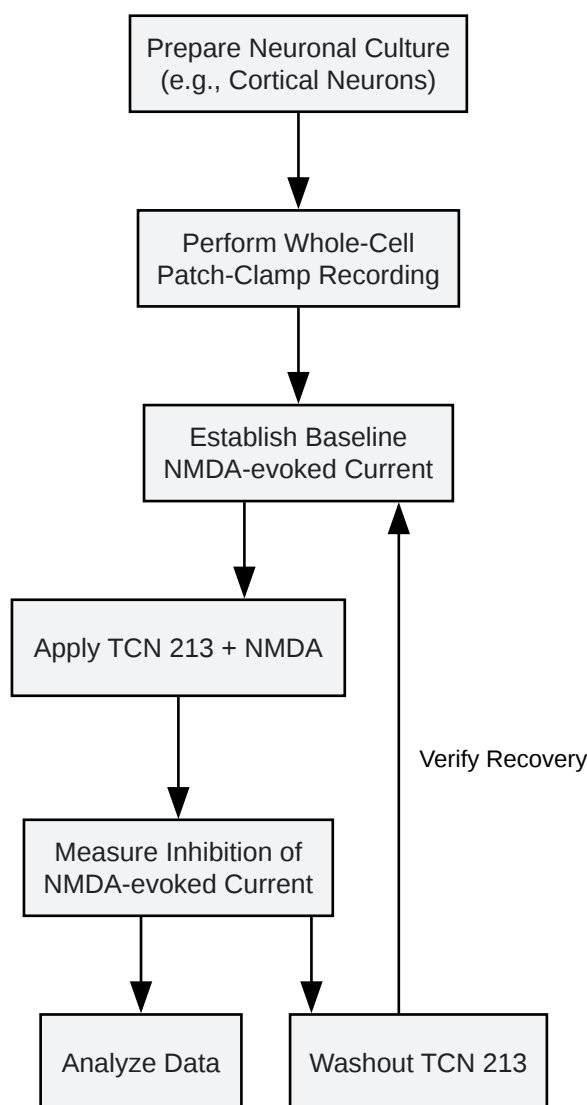 Prepare Neuronal Culture
(e.g., Cortical Neurons)
Perform Whole-Cell
Patch-Clamp Recording
Establish Baseline
NMDA-evoked Current
Apply TCN 213 + NMDA
Verify Recovery
Measure Inhibition of
NMDA-evoked Current
Analyze Data
Washout TCN 213